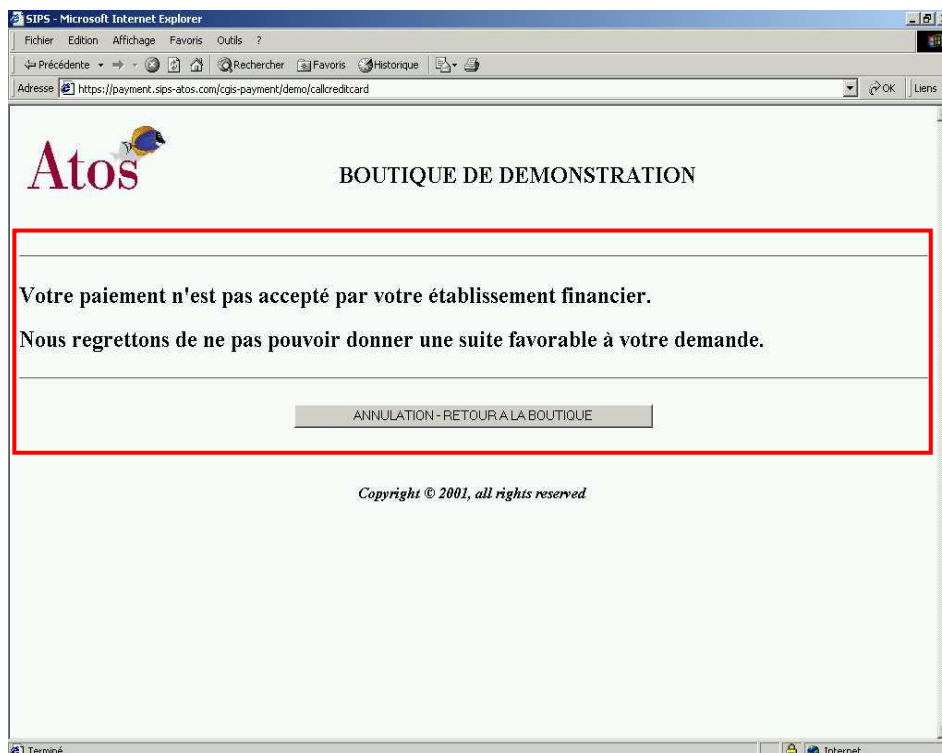 SIPS - Microsoft Internet Explorer
Fichier Edition Affichage Favoris Outils ?
Précédente Rechercher Favoris Historique
Adresse https://payment.sips-atos.com/cgis-payment/demo/callcreditcard OK Liens
Atos
BOUTIQUE DE DEMONSTRATION
Votre paiement n'est pas accepté par votre établissement financier.
Nous regrettons de ne pas pouvoir donner une suite favorable à votre demande.
ANNULATION - RETOUR A LA BOUTIQUE
Copyright © 2001, all rights reserved
Terminé Internet